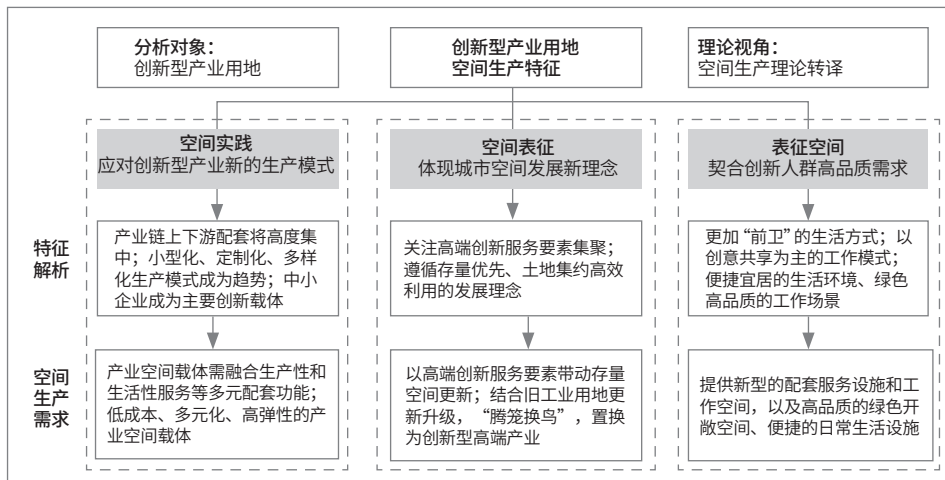 分析对象：
创新型产业用地
创新型产业用地
空间生产特征
理论视角：
空间生产理论转译
空间实践
应对创新型产业新的生产模式
空间表征
体现城市空间发展新理念
表征空间
契合创新人群高品质需求
特征
解析
产业链上下游配套将高度集
中；小型化、定制化、多样
化生产模式成为趋势；中小
企业成为主要创新载体
关注高端创新服务要素集聚；
遵循存量优先、土地集约高效
利用的发展理念
更加“前卫”的生活方式；以
创意共享为主的工作模式；
便捷宜居的生活环境、绿色
高品质的工作场景
空间
生产
需求
产业空间载体需融合生产性和
生活性服务等多元配套功能；
低成本、多元化、高弹性的产
业空间载体
以高端创新服务要素带动存量
空间更新；结合旧工业用地更
新升级，“腾笼换鸟”，置换
为创新型高端产业
提供新型的配套服务设施和工
作空间，以及高品质的绿色开
敞空间、便捷的日常生活设施